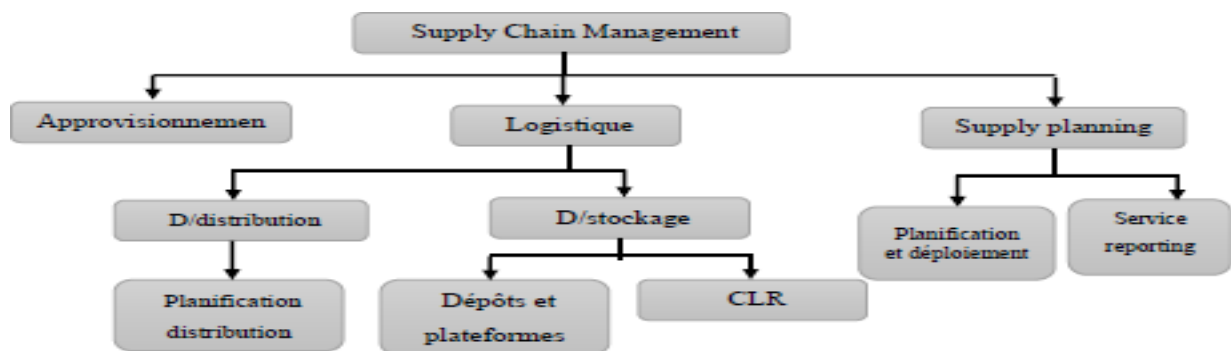 Supply Chain Management
Approvisionnemen
Logistique
Supply planning
D/distribution
D/stockage
Planification
et déploiement
Service
reporting
Planification
distribution
Dépôts et
plateformes
CLR